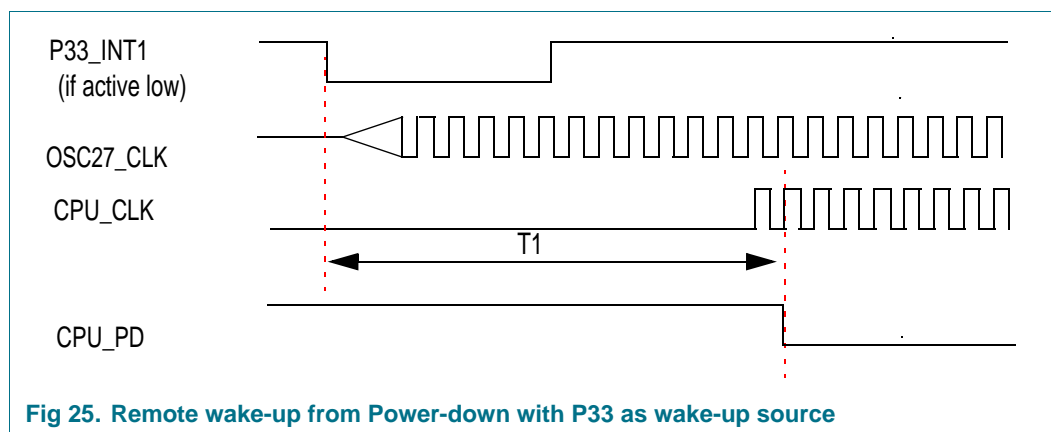 P33_INT1
(if active low)
OSC27_CLK
CPU_CLK
T1
CPU_PD
Fig 25. Remote wake-up from Power-down with P33 as wake-up source